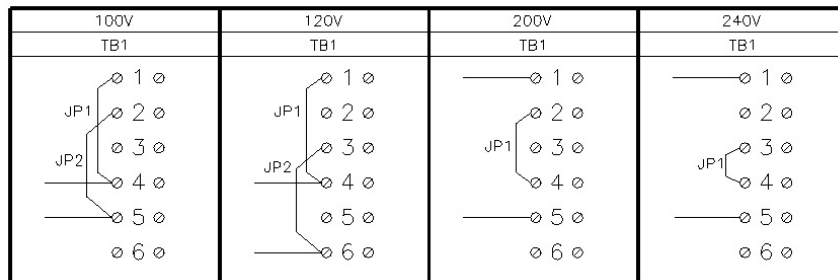 100V 120V 200V 240V
TB1 TB1 TB1 TB1
1 1 1 1
JP1 2 JP1 2 2 2
3 3 JP1 3 3
JP2 4 JP2 4 4 JP1 4
5 5 5 5
6 6 6 6